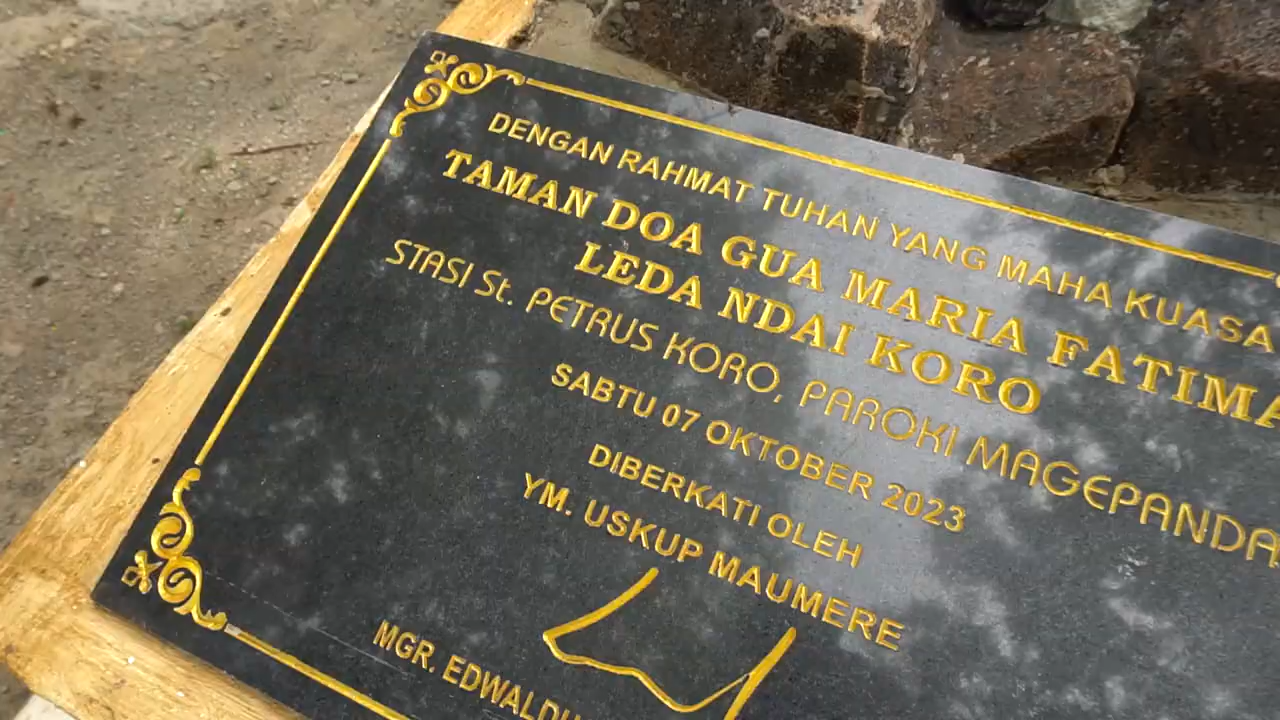 DENGAN RAHMAT TUHAN YANG MAHA KUASA
TAMAN DOA GUA MARIA FATIMA
LEDA NDAI KORO
STASI St. PETRUS KORO, PAROKI MAGEPANDA
SABTU 07 OKTOBER 2023
DIBERKATI OLEH
YM. USKUP MAUMERE
MGR.